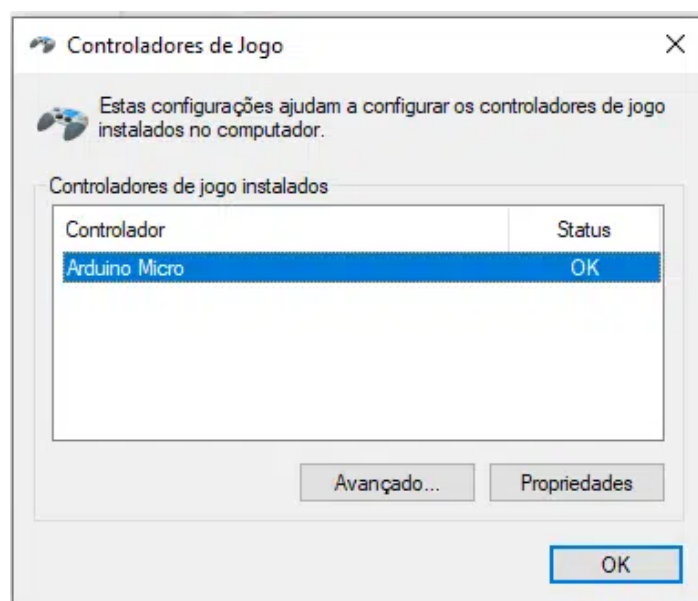 Controladores de Jogo
Estas configurações ajudam a configurar os controladores de jogo
instalados no computador.
Controladores de jogo instalados
Controlador Status
Arduino Micro OK
Avançado... Propriedades
OK